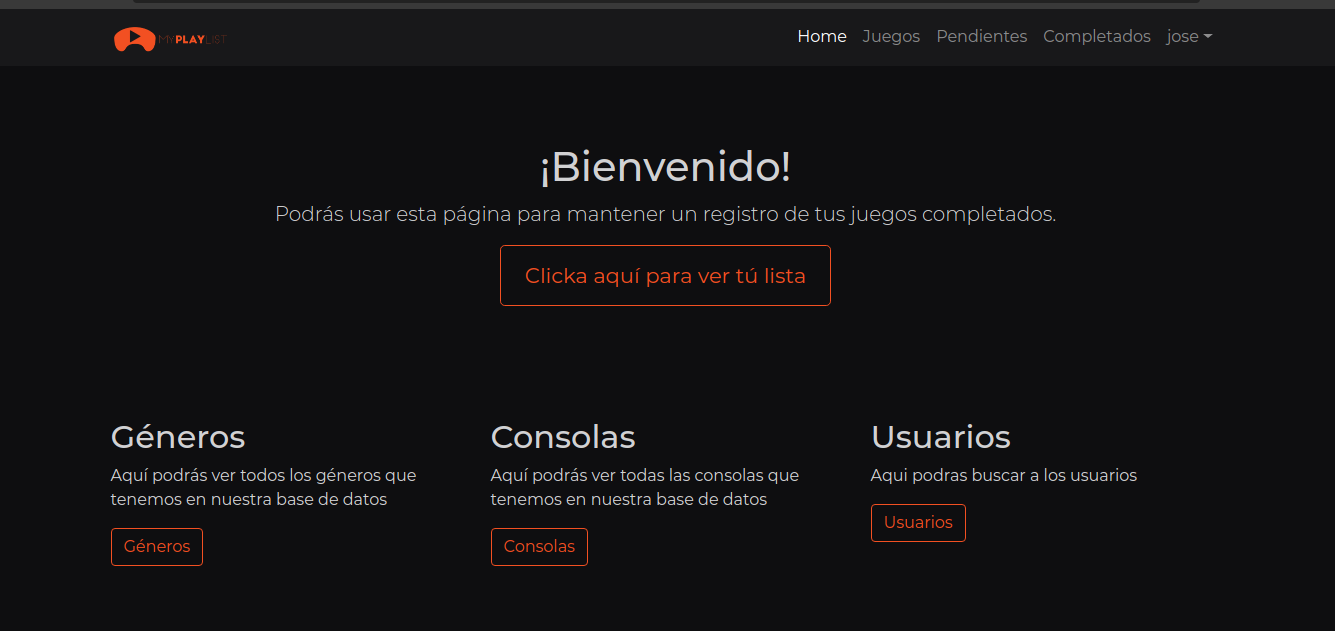 MYPLAYLIST
Home Juegos Pendientes Completados jose
¡Bienvenido!
Podrás usar esta página para mantener un registro de tus juegos completados.
Clicka aquí para ver tú lista
Géneros
Aquí podrás ver todos los géneros que
tenemos en nuestra base de datos
Géneros
Consolas
Aquí podrás ver todas las consolas que
tenemos en nuestra base de datos
Consolas
Usuarios
Aqui podras buscar a los usuarios
Usuarios